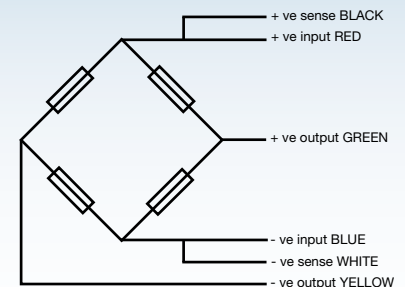 + ve sense BLACK
+ ve input RED
+ ve output GREEN
- ve input BLUE
- ve sense WHITE
- ve output YELLOW